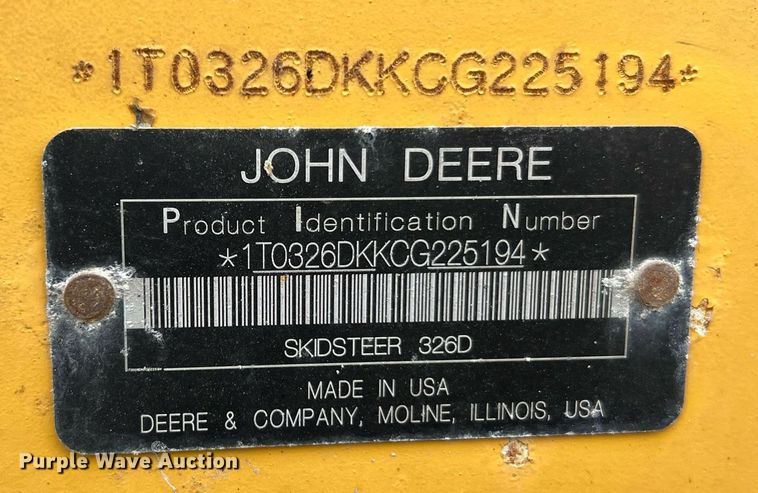 *1T0326DKKCG225194*
JOHN DEERE
Product Identification Number
*1T0326DKKCG225194*
SKIDSTEER 326D
MADE IN USA
DEERE & COMPANY, MOLINE, ILLINOIS, USA
Purple Wave Auction